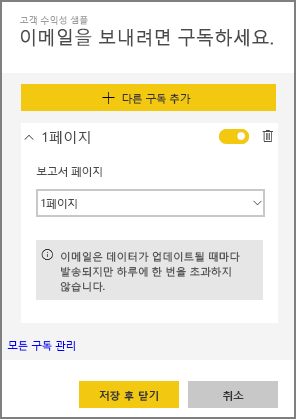 고객 수익성 샘플
이메일을 보내려면 구독하세요.
다른 구독 추가
1페이지
보고서 페이지
1페이지
이메일은 데이터가 업데이트될 때마다
발송되지만 하루에 한 번을 초과하지
않습니다.
모든 구독 관리
저장 후 닫기
취소